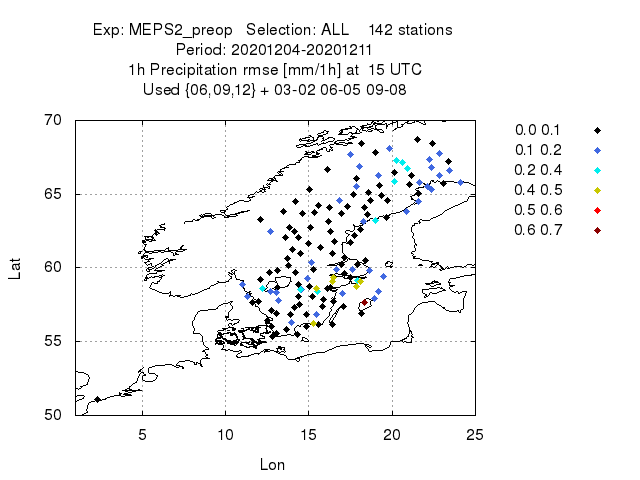 Exp: MEPS2_preop   Selection: ALL    142 stations
Period: 20201204-20201211
1h Precipitation rmse [mm/1h] at  15 UTC
Used {06,09,12} + 03-02 06-05 09-08
70
65
60
55
50
Lat
5
10
15
20
25
Lon
0.0 0.1
0.1 0.2
0.2 0.4
0.4 0.5
0.5 0.6
0.6 0.7